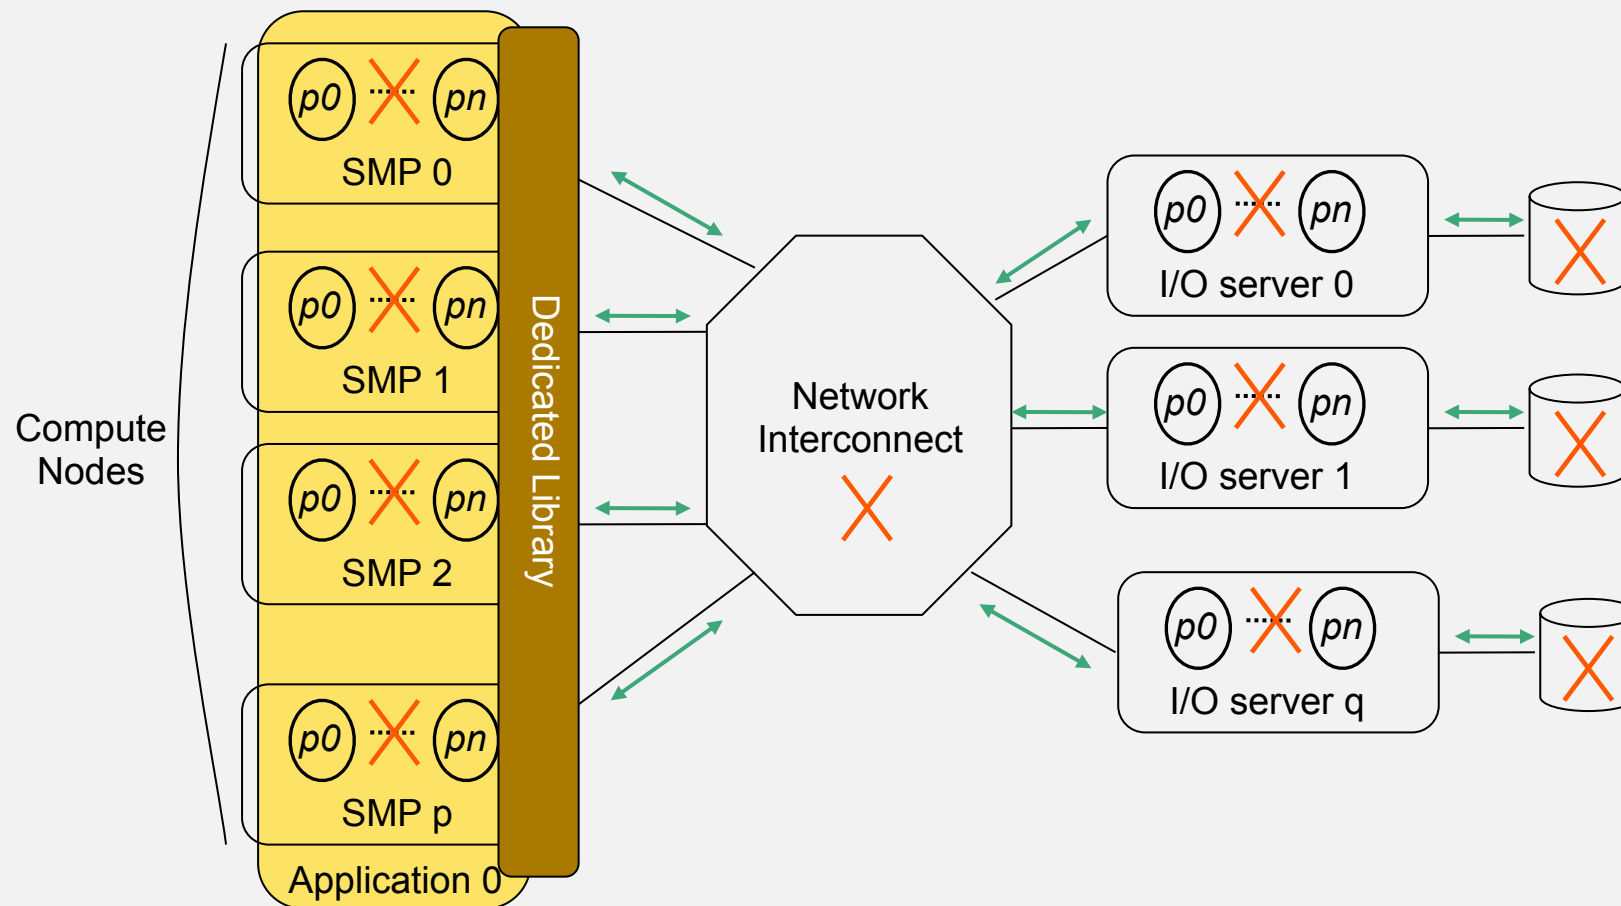 p0 ...... pn
SMP 0
p0 ...... pn
SMP 1
p0 ...... pn
SMP 2
p0 ...... pn
SMP p
Application 0
Compute
Nodes
Dedicated Library
Network
Interconnect
p0 ...... pn
I/O server 0
p0 ...... pn
I/O server 1
p0 ...... pn
I/O server q